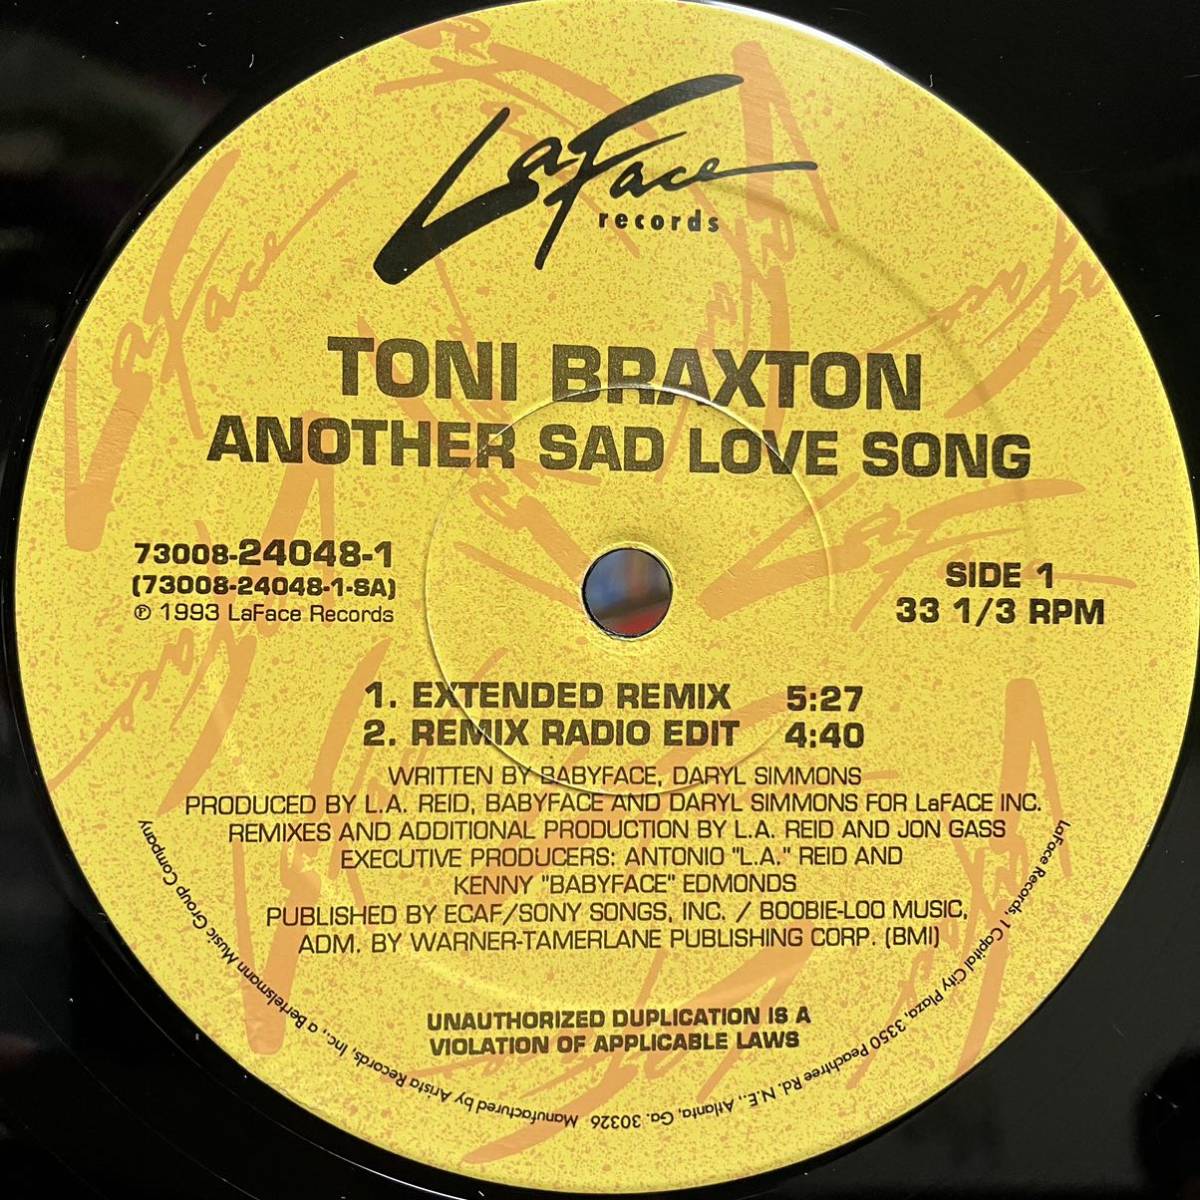 LaFace
records
TONI BRAXTON
ANOTHER SAD LOVE SONG
73008-24048-1
(73008-24048-1-SA)
℗ 1993 LaFace Records
SIDE 1
33 1/3 RPM
1. EXTENDED REMIX 5:27
2. REMIX RADIO EDIT 4:40
WRITTEN BY BABYFACE, DARYL SIMMONS
PRODUCED BY L.A. REID, BABYFACE AND DARYL SIMMONS FOR LaFACE INC.
REMIXES AND ADDITIONAL PRODUCTION BY L.A. REID AND JON GASS
EXECUTIVE PRODUCERS: ANTONIO "L.A." REID AND
KENNY "BABYFACE" EDMONDS
PUBLISHED BY ECAF/SONY SONGS, INC. / BOOBIE-LOO MUSIC,
ADM. BY WARNER-TAMERLANE PUBLISHING CORP. (BMI)
UNAUTHORIZED DUPLICATION IS A
VIOLATION OF APPLICABLE LAWS
LaFace Records, 1 Capital City Plaza, 3350 Peachtree Rd. N.E., Atlanta, Ga. 30326 Manufactured by Arista Records, Inc., a Bertelsmann Music Group Company